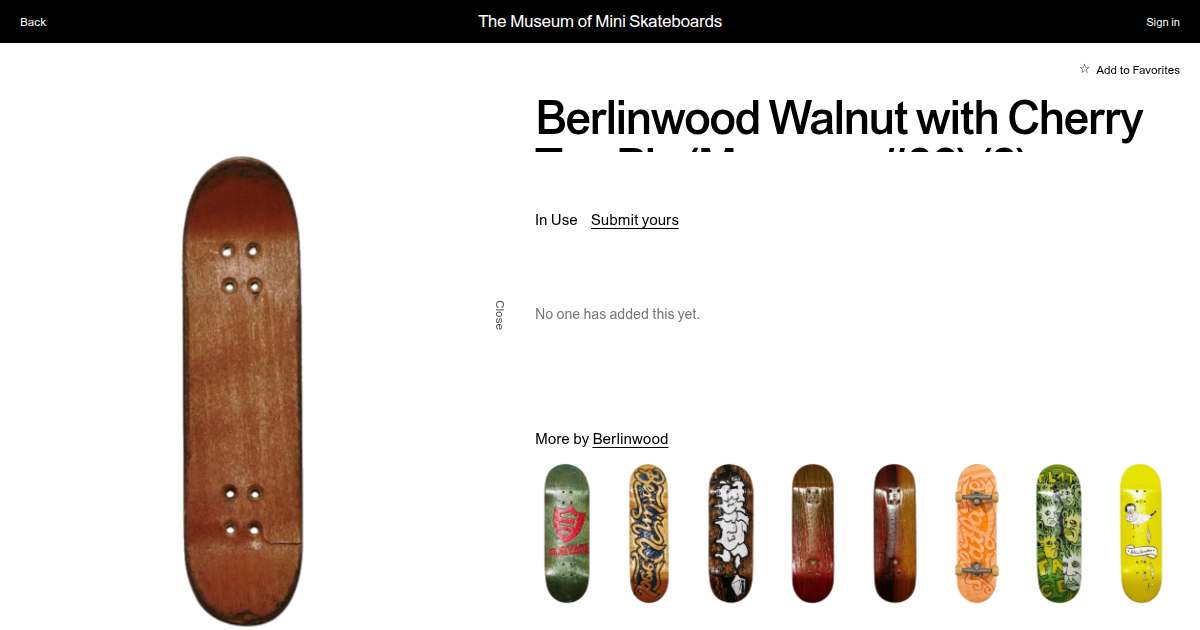 Back
The Museum of Mini Skateboards
Sign in
☆ Add to Favorites
Berlinwood Walnut with Cherry
In Use Submit yours
Close
No one has added this yet.
More by Berlinwood